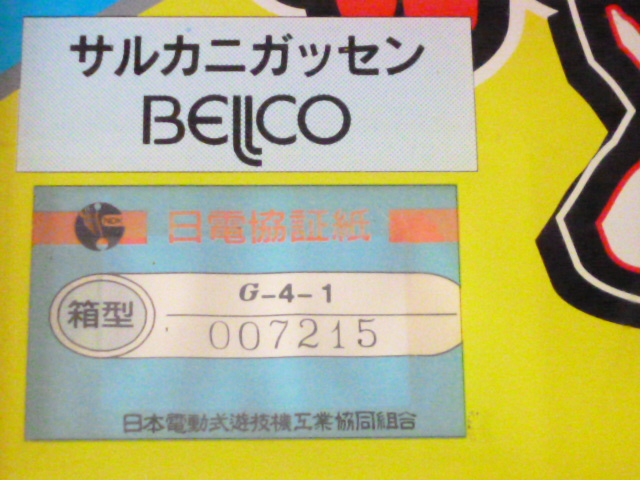 サルカニガッセン
BELLCO
日電協証紙
箱型
G-4-1
007215
日本電動式遊技機工業協同組合